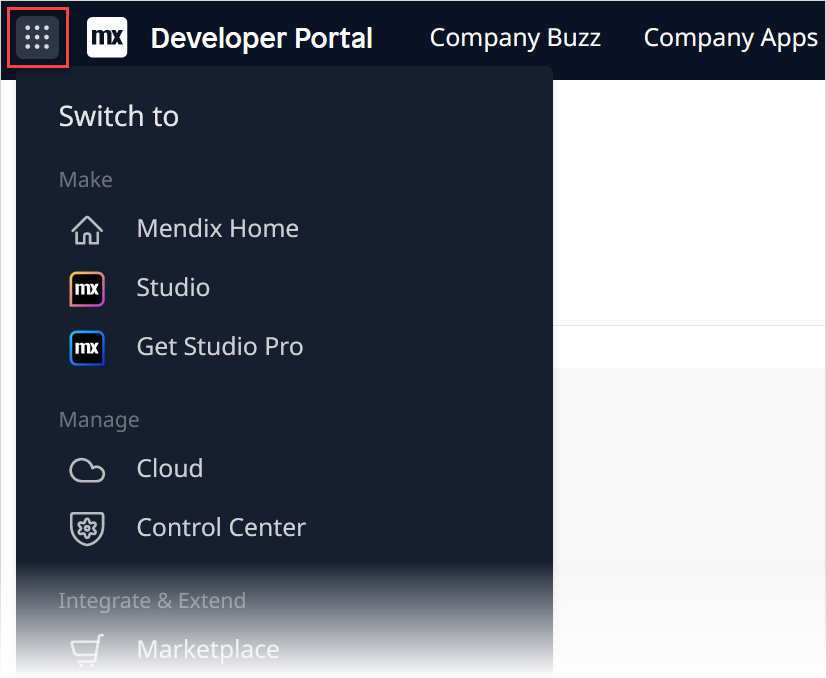 mx Developer Portal Company Buzz Company Apps
Switch to
Make
Mendix Home
mx Studio
mx Get Studio Pro
Manage
Cloud
Control Center
Integrate & Extend
Marketplace